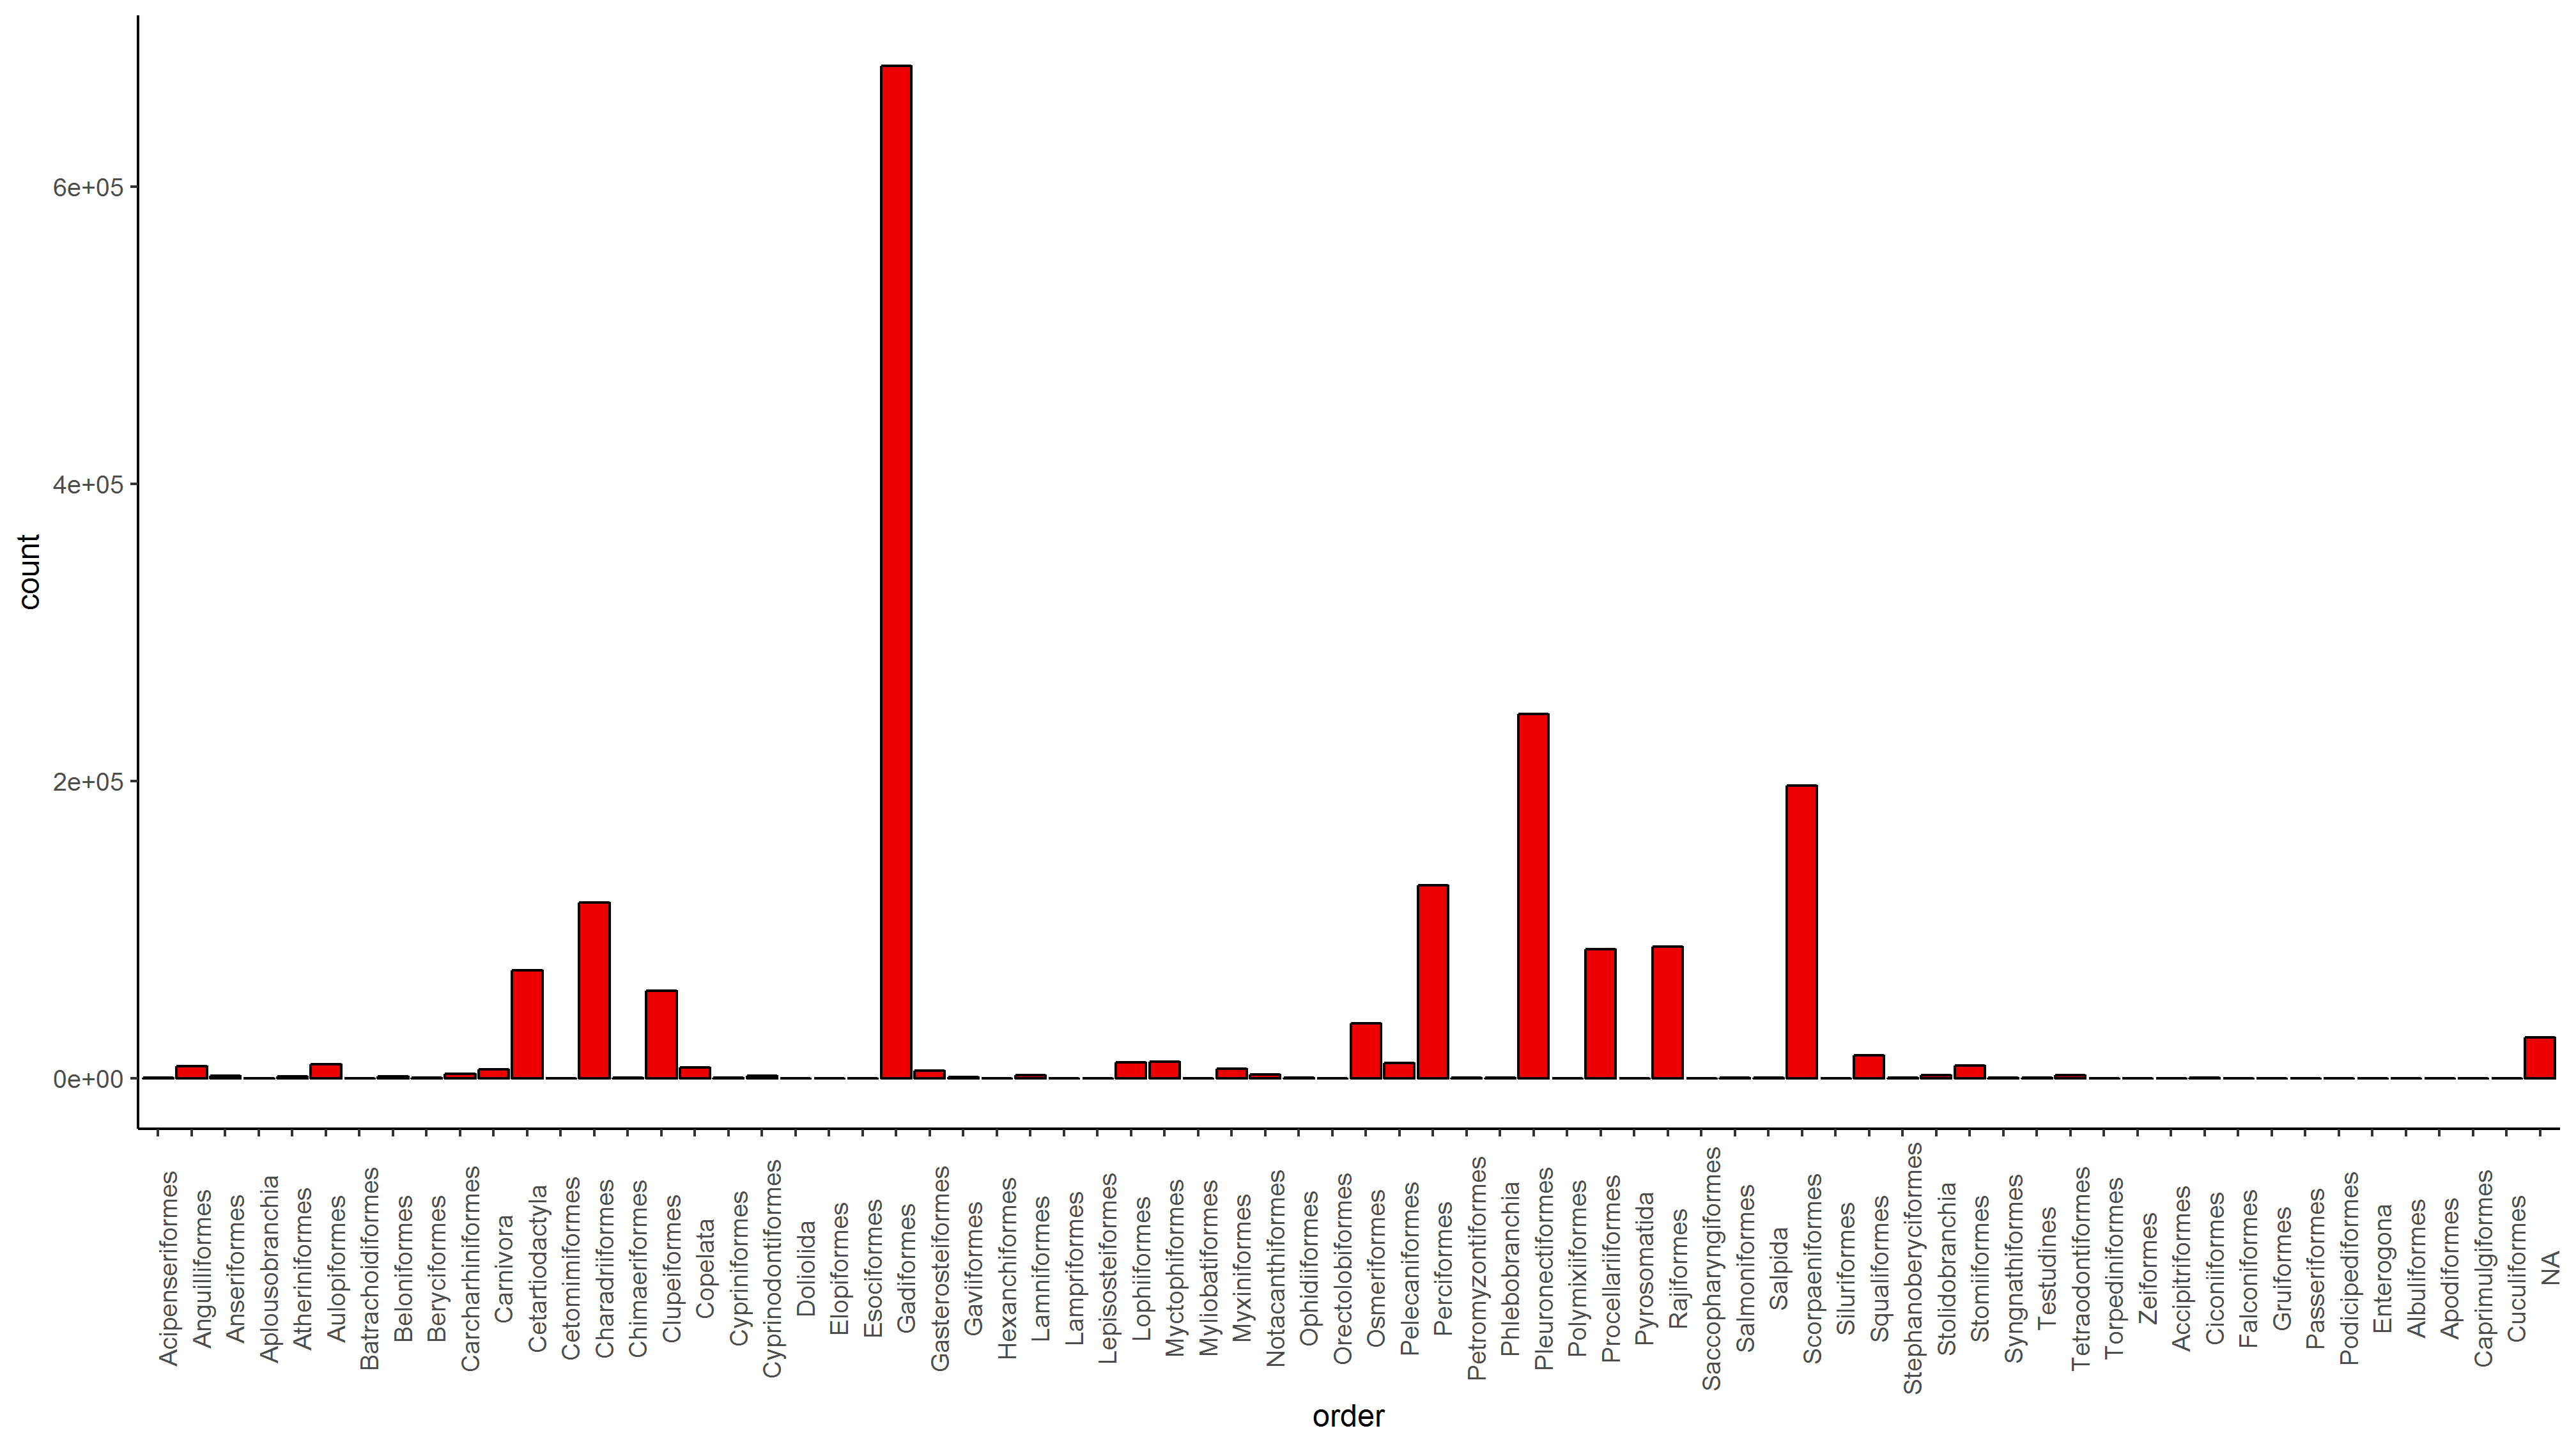 count
6e+05
4e+05
2e+05
0e+00
Acipenseriformes
Anguilliformes
Anseriformes
Aplousobranchia
Atheriniformes
Aulopiformes
Batrachoidiformes
Beloniformes
Beryciformes
Carcharhiniformes
Carnivora
Cetartiodactyla
Cetomimiformes
Charadriiformes
Chimaeriformes
Clupeiformes
Copelata
Cypriniformes
Cyprinodontiformes
Doliolida
Elopiformes
Esociformes
Gadiformes
Gasterosteiformes
Gaviiformes
Hexanchiformes
Lamniformes
Lampriformes
Lepisosteiformes
Lophiiformes
Myctophiformes
Myliobatiformes
Myxiniformes
Notacanthiformes
Ophidiiformes
Orectolobiformes
Osmeriformes
Pelecaniformes
Perciformes
Petromyzontiformes
Phlebobranchia
Pleuronectiformes
Polymixiiformes
Procellariiformes
Pyrosomatida
Rajiformes
Saccopharyngiformes
Salmoniformes
Salpida
Scorpaeniformes
Siluriformes
Squaliformes
Stephanoberyciformes
Stolidobranchia
Stomiiformes
Syngnathiformes
Testudines
Tetraodontiformes
Torpediniformes
Zeiformes
Accipitriformes
Ciconiiformes
Falconiformes
Gruiformes
Passeriformes
Podicipediformes
Enterogona
Albuliformes
Apodiformes
Caprimulgiformes
Cuculiformes
NA
order